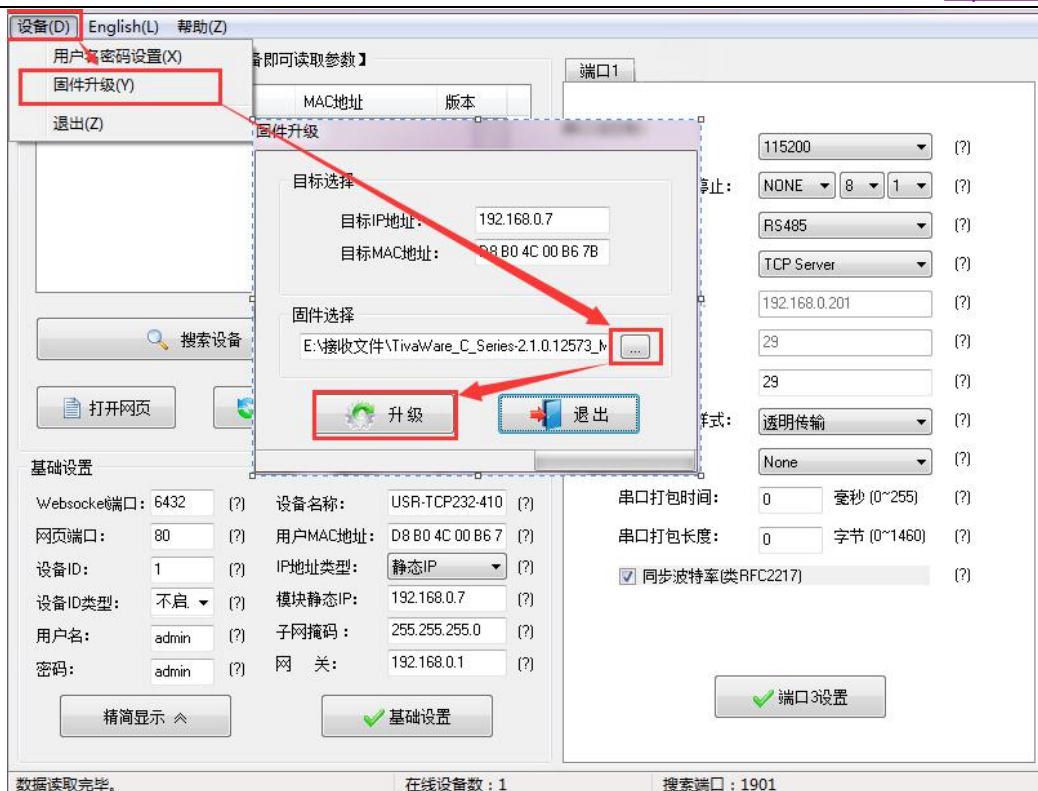 设备(D) English(L) 帮助(Z)
用户名密码设置(X)
固件升级(Y)
退出(Z)
备即可读取参数】
MAC地址 版本
端口1
固件升级
目标选择
目标IP地址: 192.168.0.7
目标MAC地址: D8 B0 4C 00 B6 7B
固件选择
E:\接收文件\TivaWare_C_Series-2.1.0.12573_
...
升级 退出
搜索设备
打开网页
115200 (?)
停止: NONE 8 1 (?)
RS485 (?)
TCP Server (?)
192.168.0.201 (?)
29 (?)
29 (?)
样式: 透明传输 (?)
None (?)
串口打包时间: 0 毫秒 (0~255) (?)
串口打包长度: 0 字节 (0~1460) (?)
同步波特率(类RFC2217) (?)
端口3设置
基础设置
Websocket端口: 6432 (?) 设备名称: USR-TCP232-410 (?)
网页端口: 80 (?) 用户MAC地址: D8 B0 4C 00 B6 7 (?)
设备ID: 1 (?) IP地址类型: 静态IP (?)
设备ID类型: 不启 (?) 模块静态IP: 192.168.0.7 (?)
用户名: admin (?) 子网掩码: 255.255.255.0 (?)
密码: admin (?) 网 关: 192.168.0.1 (?)
精简显示 基础设置
数据读取完毕。 在线设备数:1 搜索端口:1901